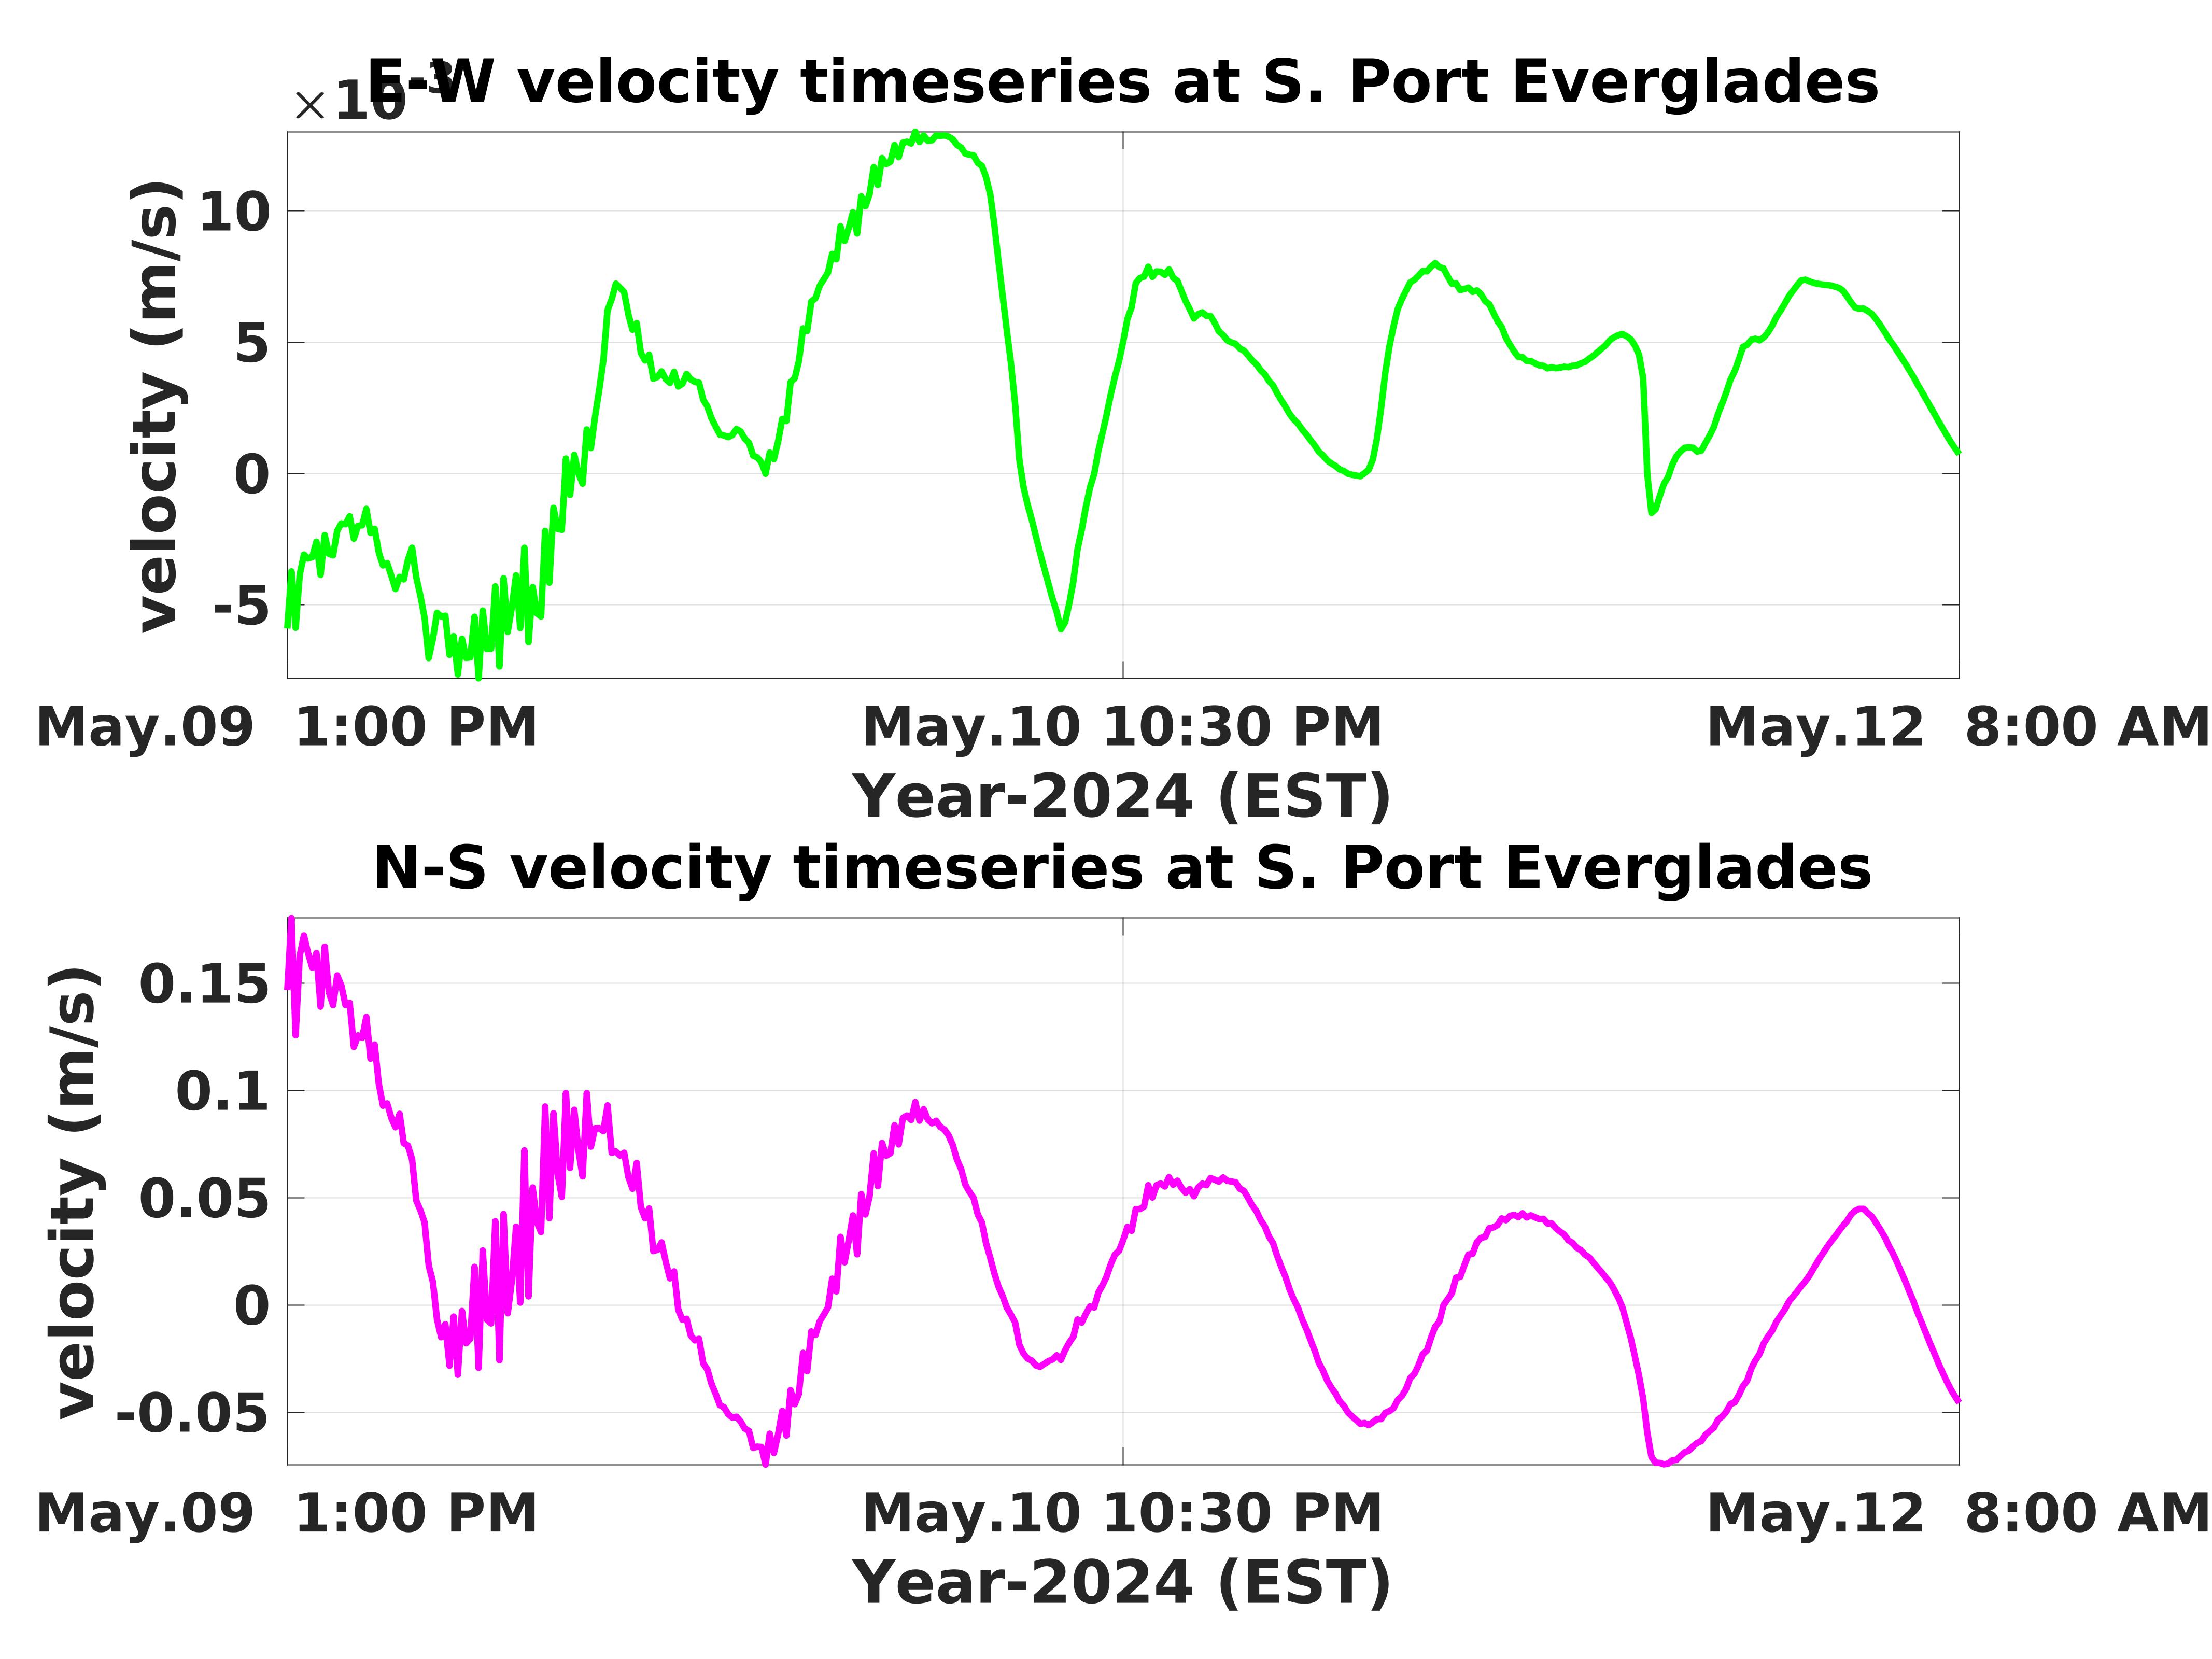 E-W velocity timeseries at S. Port Everglades
×10-3
velocity (m/s)
10
5
0
-5
May.09  1:00 PM
May.10 10:30 PM
May.12  8:00 AM
Year-2024 (EST)
N-S velocity timeseries at S. Port Everglades
velocity (m/s)
0.15
0.1
0.05
0
-0.05
May.09  1:00 PM
May.10 10:30 PM
May.12  8:00 AM
Year-2024 (EST)